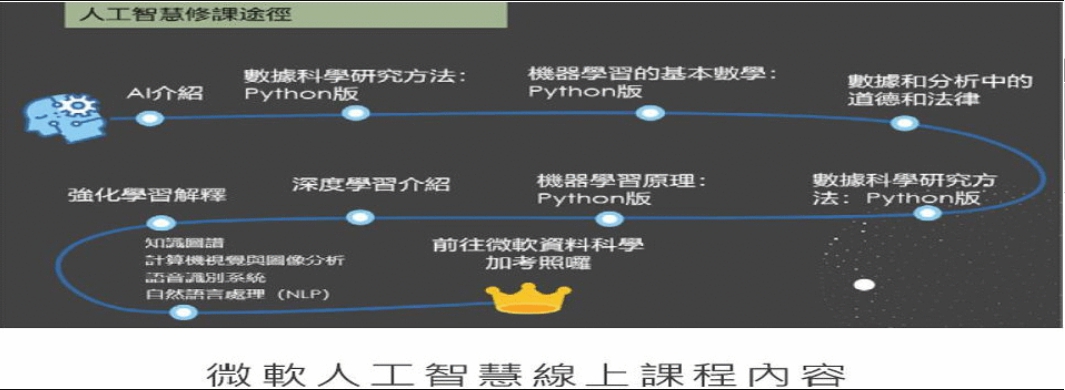 人工智慧修課途徑
AI介紹
數據科學研究方法：
Python版
機器學習的基本數學：
Python版
數據和分析中的
道德和法律
數據科學研究方
法：Python版
機器學習原理：
Python版
深度學習介紹
強化學習解釋
知識圖譜
計算機視覺與圖像分析
語音識別系統
自然語言處理（NLP）
前往微軟資料科學
加考照囉
微軟人工智慧線上課程內容